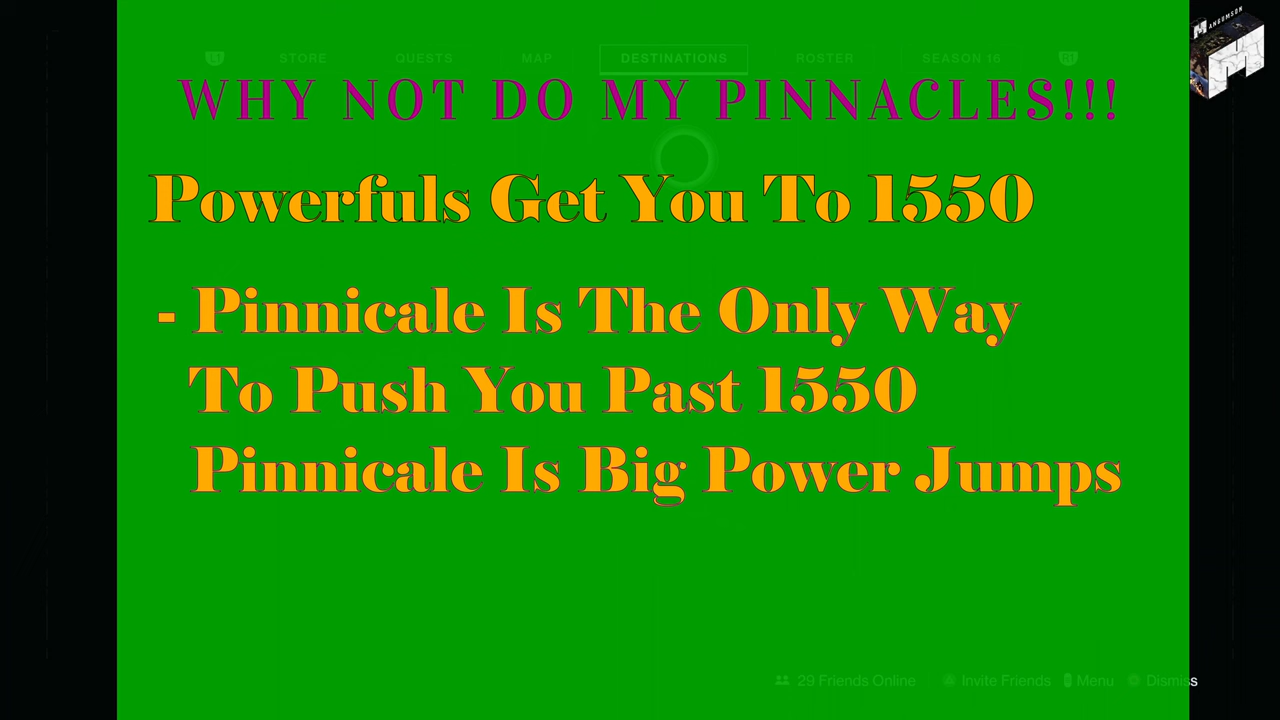 STORE QUESTS MAP DESTINATIONS ROSTER SEASON 16
WHY NOT DO MY PINNACLES!!!
Powerfuls Get You To 1550
- Pinnicale Is The Only Way
To Push You Past 1550
Pinnicale Is Big Power Jumps
29 Friends Online Invite Friends Menu Dismiss